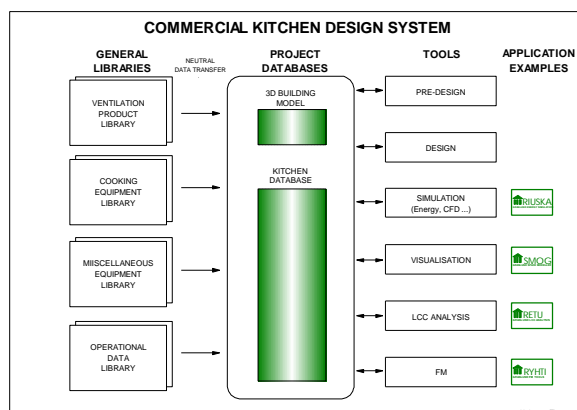 COMMERCIAL KITCHEN DESIGN SYSTEM
GENERAL
LIBRARIES
NEUTRAL
DATA TRANSFER
PROJECT
DATABASES
TOOLS
APPLICATION
EXAMPLES
VENTILATION
PRODUCT
LIBRARY
COOKING
EQUIPMENT
LIBRARY
MIISCELLANEOUS
EQUIPMENT
LIBRARY
OPERATIONAL
DATA
LIBRARY
3D BUILDING
MODEL
KITCHEN
DATABASE
PRE-DESIGN
DESIGN
SIMULATION
(Energy, CFD ...)
VISUALISATION
LCC ANALYSIS
FM
RIUSKA
SMOG
RETU
RYHTI